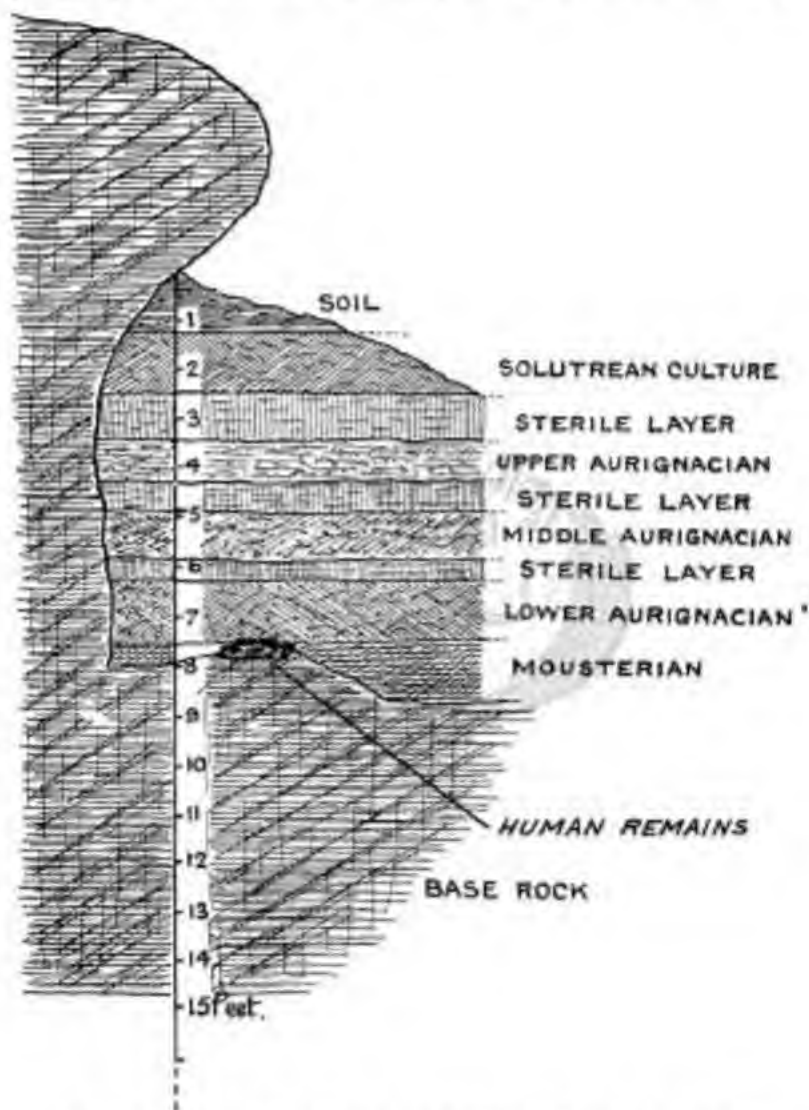 SOIL
-1
-2
SOLUTREAN CULTURE
-3
STERILE LAYER
-4
UPPER AURIGNACIAN
STERILE LAYER
-5
MIDDLE AURIGNACIAN
-6
STERILE LAYER
-7
LOWER AURIGNACIAN
-8
MOUSTERIAN
-9
-10
-11
HUMAN REMAINS
-12
BASE ROCK
-13
-14
-15 Feet.